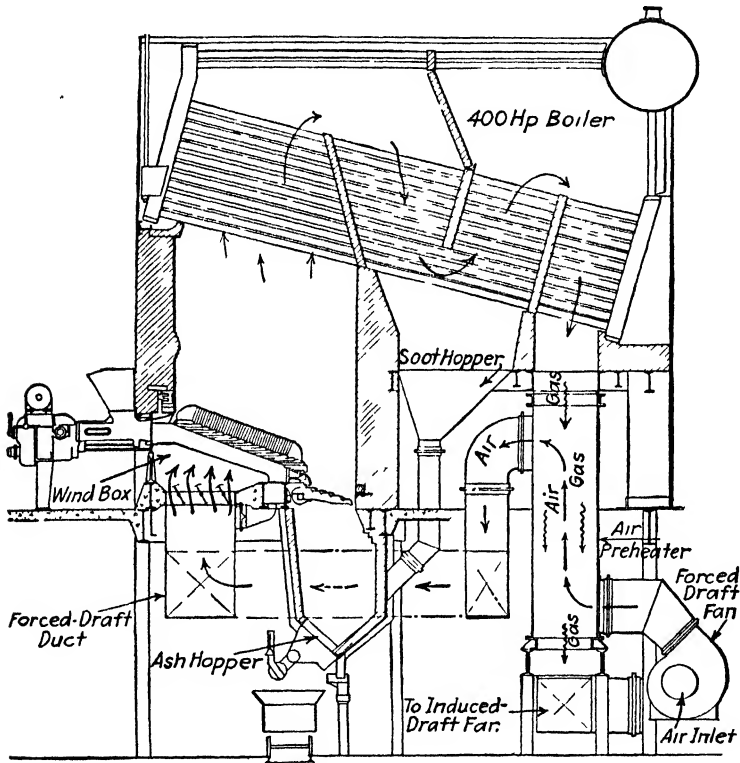 400 Hp Boiler
Soot Hopper
Gas
Air
Gas
Air
Wind Box
Air
Preheater
Forced
Draft
Fan
Forced-Draft
Duct
Gas
Ash Hopper
To Induced-
Draft Far.
Air Inlet